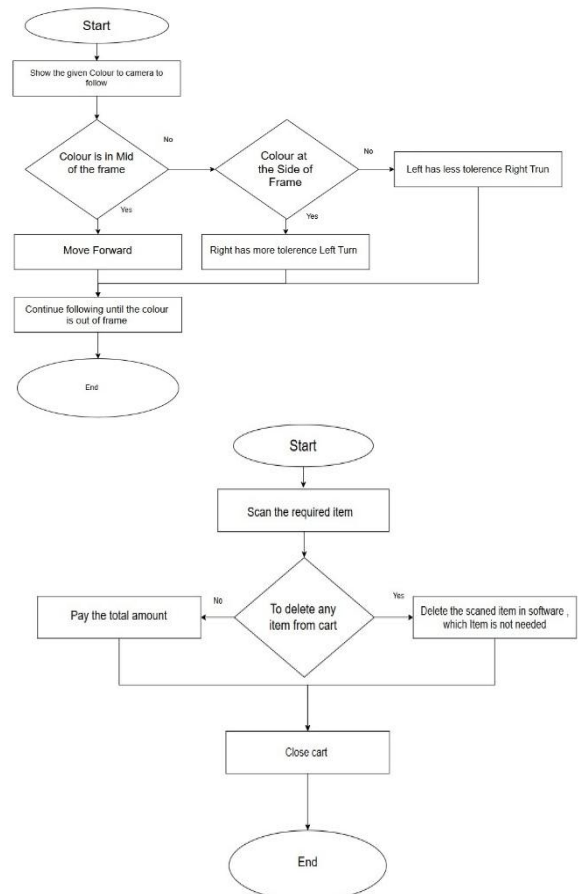 Start
Show the given Colour to camera to
follow
Colour is in Mid
of the frame
No
Colour at
the Side of
Frame
No
Left has less tolerence Right Trun
Yes
Yes
Move Forward
Right has more tolerence Left Turn
Continue following until the colour
is out of frame
End
Start
Scan the required item
To delete any
item from cart
No
Yes
Pay the total amount
Delete the scaned item in software ,
which Item is not needed
Close cart
End